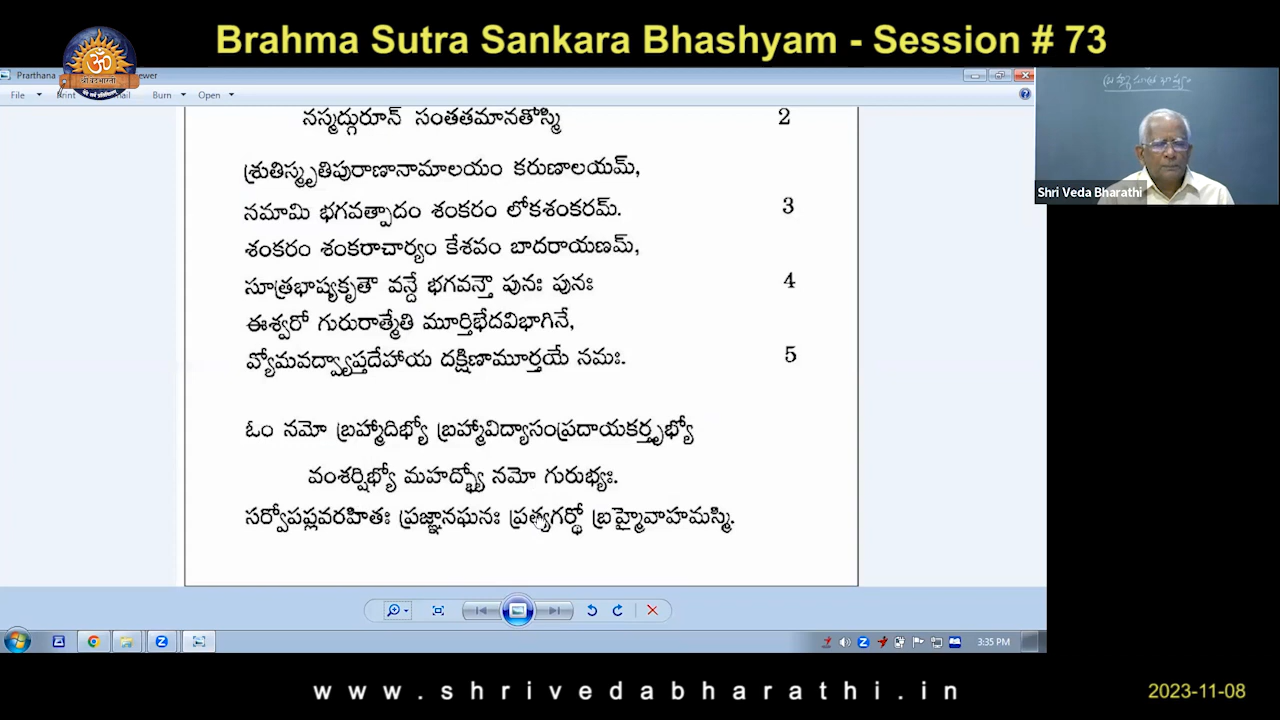 Brahma Sutra Sankara Bhashyam - Session # 73
Prarthana
ewer
File
Print
mail
Burn
Open
నస్మద్గురూన్ సంతతమానతోస్మి 2
శ్రుతిస్మృతిపురాణానామాలయం కరుణాలయమ్,
నమామి భగవత్పాదం శంకరం లోకశంకరమ్. 3
శంకరం శంకరాచార్యం కేశవం బాదరాయణమ్,
సూత్రభాష్యకృతౌ వన్దే భగవన్తౌ పునః పునః 4
ఈశ్వరో గురురాత్మేతి మూర్తిభేదవిభాగినే,
వ్యోమవద్వ్యాప్తదేహాయ దక్షిణామూర్తయే నమః. 5
ఓం నమో బ్రహ్మాదిభ్యో బ్రహ్మావిద్యాసంప్రదాయకర్తృభ్యో
వంశర్షిభ్యో మహద్భ్యో నమో గురుభ్యః.
సర్వోపప్లవరహితః ప్రజ్ఞానఘనః ప్రత్యగర్థో బ్రహ్మైవాహమస్మి.
Shri Veda Bharathi
3:35 PM
www.shrivedabharathi.in
2023-11-08